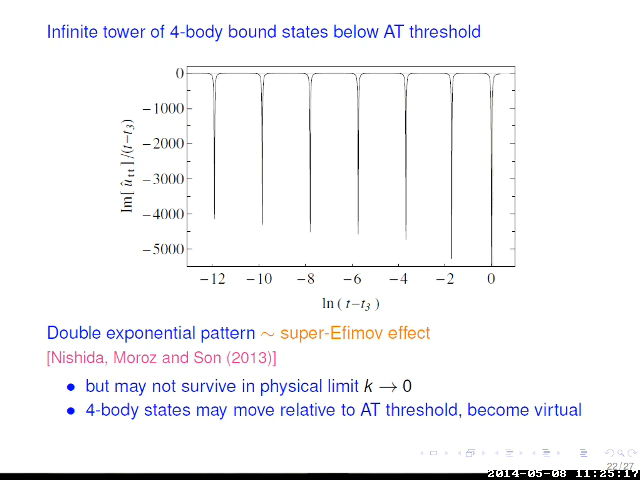 Infinite tower of 4-body bound states below AT threshold
0
−1000
−2000
−3000
−4000
−5000
Im[ û_tt ]/(t−t_3)
−12 −10 −8 −6 −4 −2 0
ln ( t−t_3 )
Double exponential pattern ∼ super-Efimov effect
[Nishida, Moroz and Son (2013)]
• but may not survive in physical limit k → 0
• 4-body states may move relative to AT threshold, become virtual
22/27
2014-05-08 11:25:17